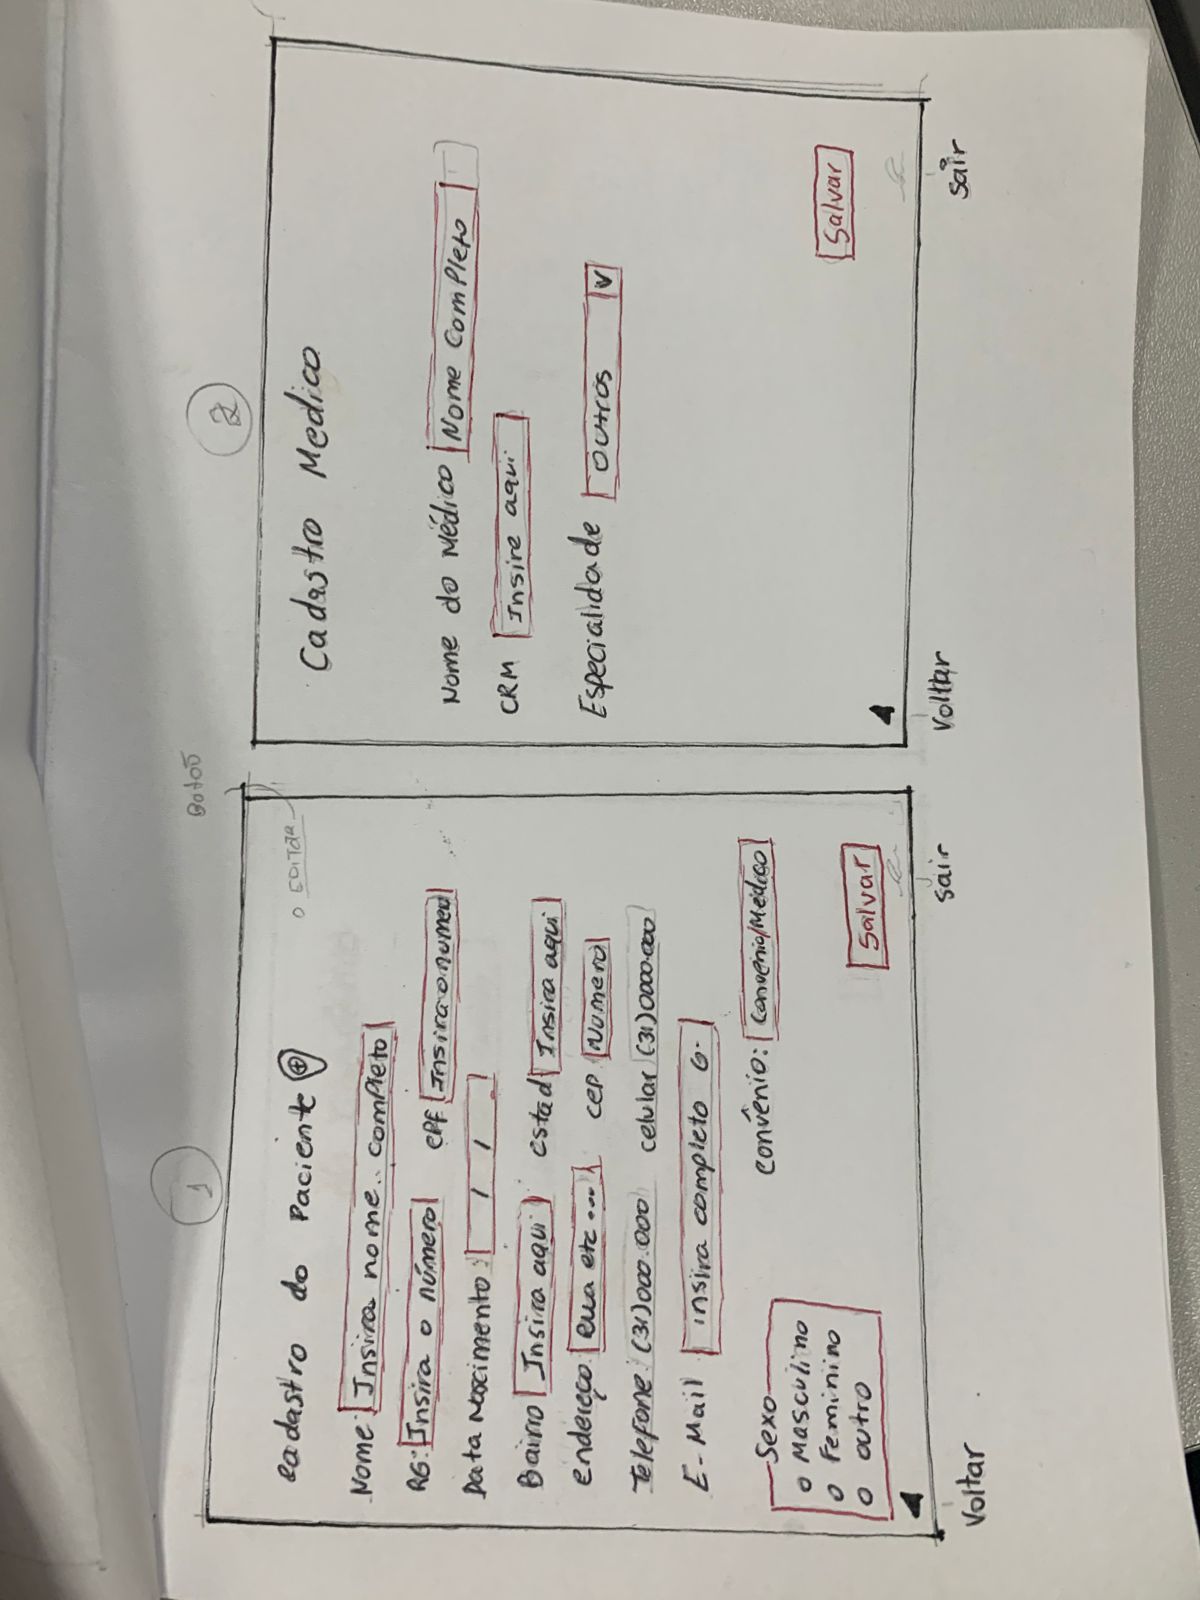 1
Botão
o EDITAR
Cadastro do Paciente
Nome: Insira nome.. completo
RG: Insira o número CPF Insira o numero
Data Nascimento: / /
Bairro Insira aqui estad Insira aqui
endereço: Rua etc... cep. Numero
Telefone: (31)000.000 celular (31)0000.000
E-Mail insira completo G.
Sexo
o Masculino
o Feminino
o outro
convênio: Convênio/Médico
Salvar
Voltar
sair
2
Cadastro Medico
Nome do Médico Nome Completo
CRM Insire aqui
Especialidade Outros V
Salvar
Voltar
Sair